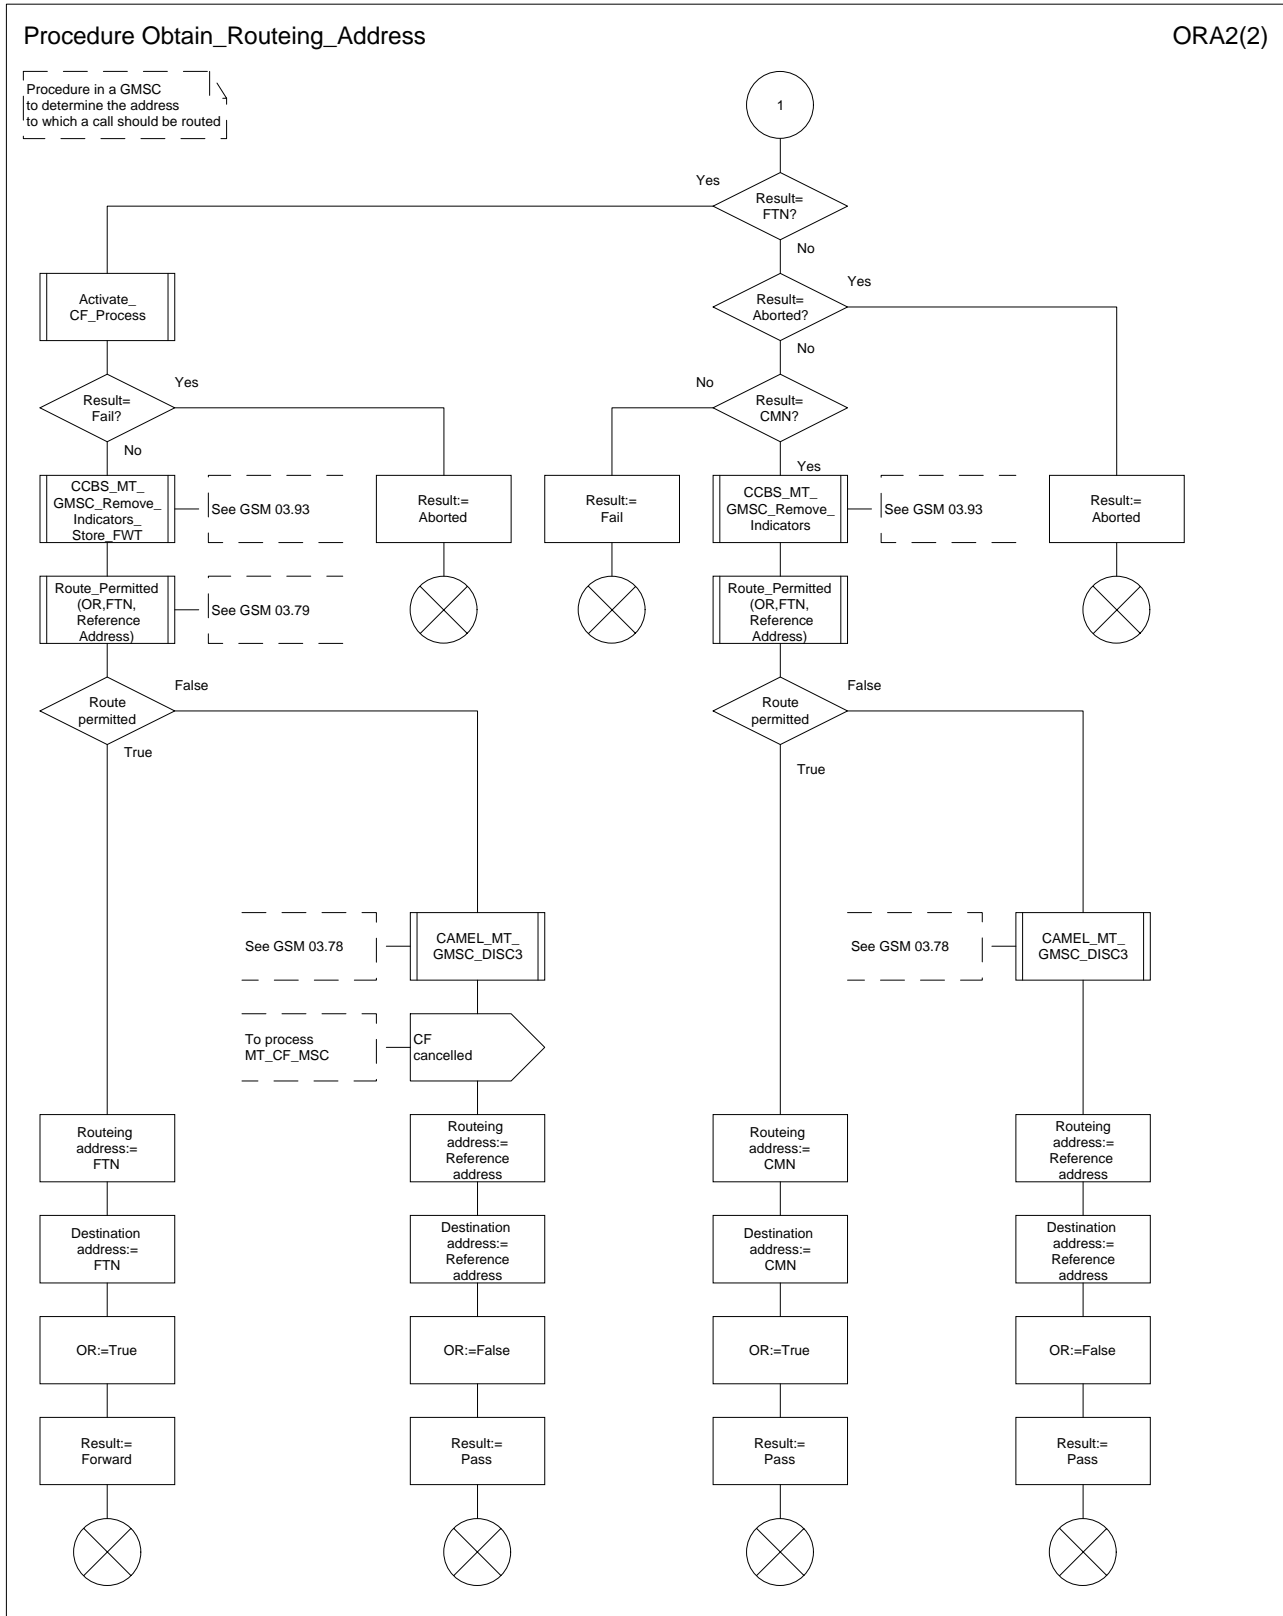 Procedure Obtain_Routeing_Address
ORA2(2)
Procedure in a GMSC
to determine the address
to which a call should be routed
1
Yes
Result=
FTN?
No
Activate_
CF_Process
Result=
Aborted?
Yes
No
Result=
Fail?
Yes
No
No
Result=
CMN?
Yes
CCBS_MT_
GMSC_Remove_
Indicators_
Store_FWT
See GSM 03.93
Result:=
Aborted
Result:=
Fail
CCBS_MT_
GMSC_Remove_
Indicators
See GSM 03.93
Result:=
Aborted
Route_Permitted
(OR,FTN,
Reference
Address)
See GSM 03.79
Route_Permitted
(OR,FTN,
Reference
Address)
Route
permitted
False
True
Route
permitted
False
True
See GSM 03.78
CAMEL_MT_
GMSC_DISC3
See GSM 03.78
CAMEL_MT_
GMSC_DISC3
To process
MT_CF_MSC
CF
cancelled
Routeing
address:=
FTN
Routeing
address:=
Reference
address
Routeing
address:=
CMN
Routeing
address:=
Reference
address
Destination
address:=
FTN
Destination
address:=
Reference
address
Destination
address:=
CMN
Destination
address:=
Reference
address
OR:=True
OR:=False
OR:=True
OR:=False
Result:=
Forward
Result:=
Pass
Result:=
Pass
Result:=
Pass